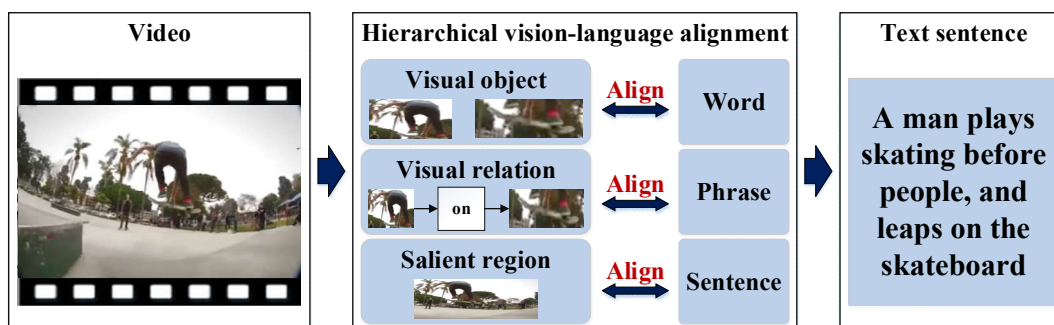 Video
Hierarchical vision-language alignment
Text sentence
Visual object
Align
Word
Visual relation
on
Align
Phrase
Salient region
Align
Sentence
A man plays
skating before
people, and
leaps on the
skateboard